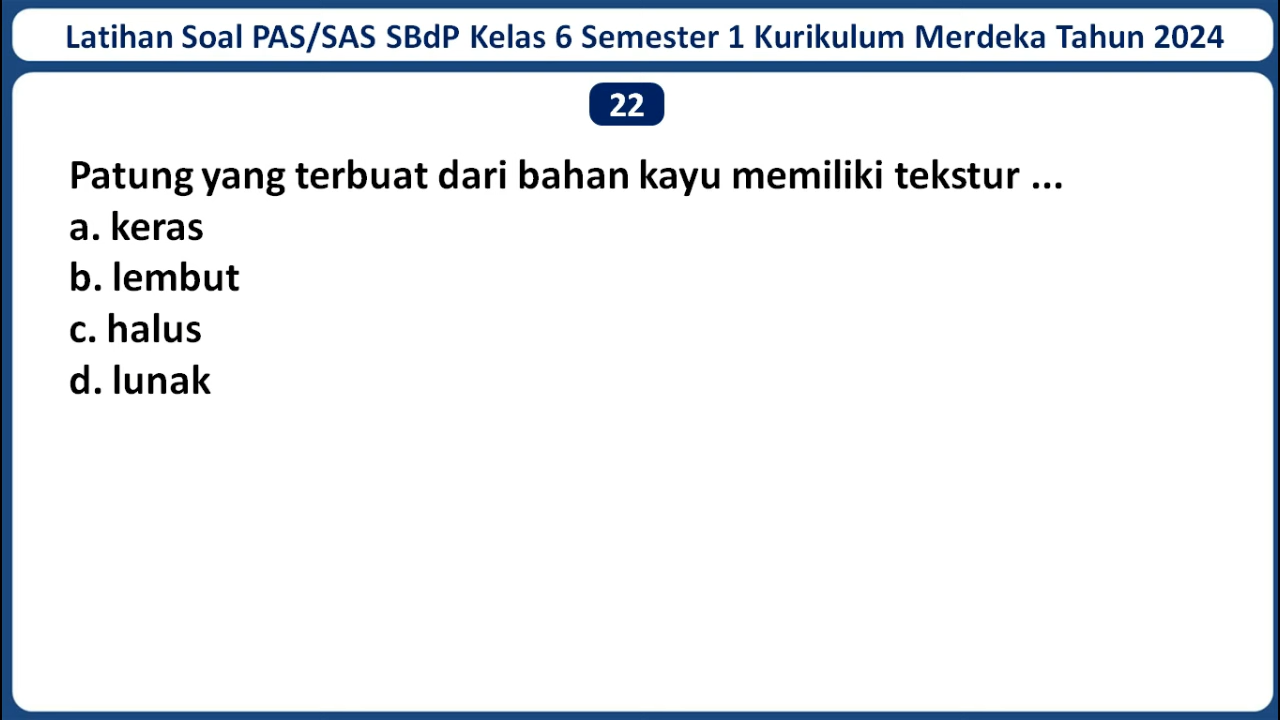 Latihan Soal PAS/SAS SBdP Kelas 6 Semester 1 Kurikulum Merdeka Tahun 2024
22
Patung yang terbuat dari bahan kayu memiliki tekstur ...
a. keras
b. lembut
c. halus
d. lunak